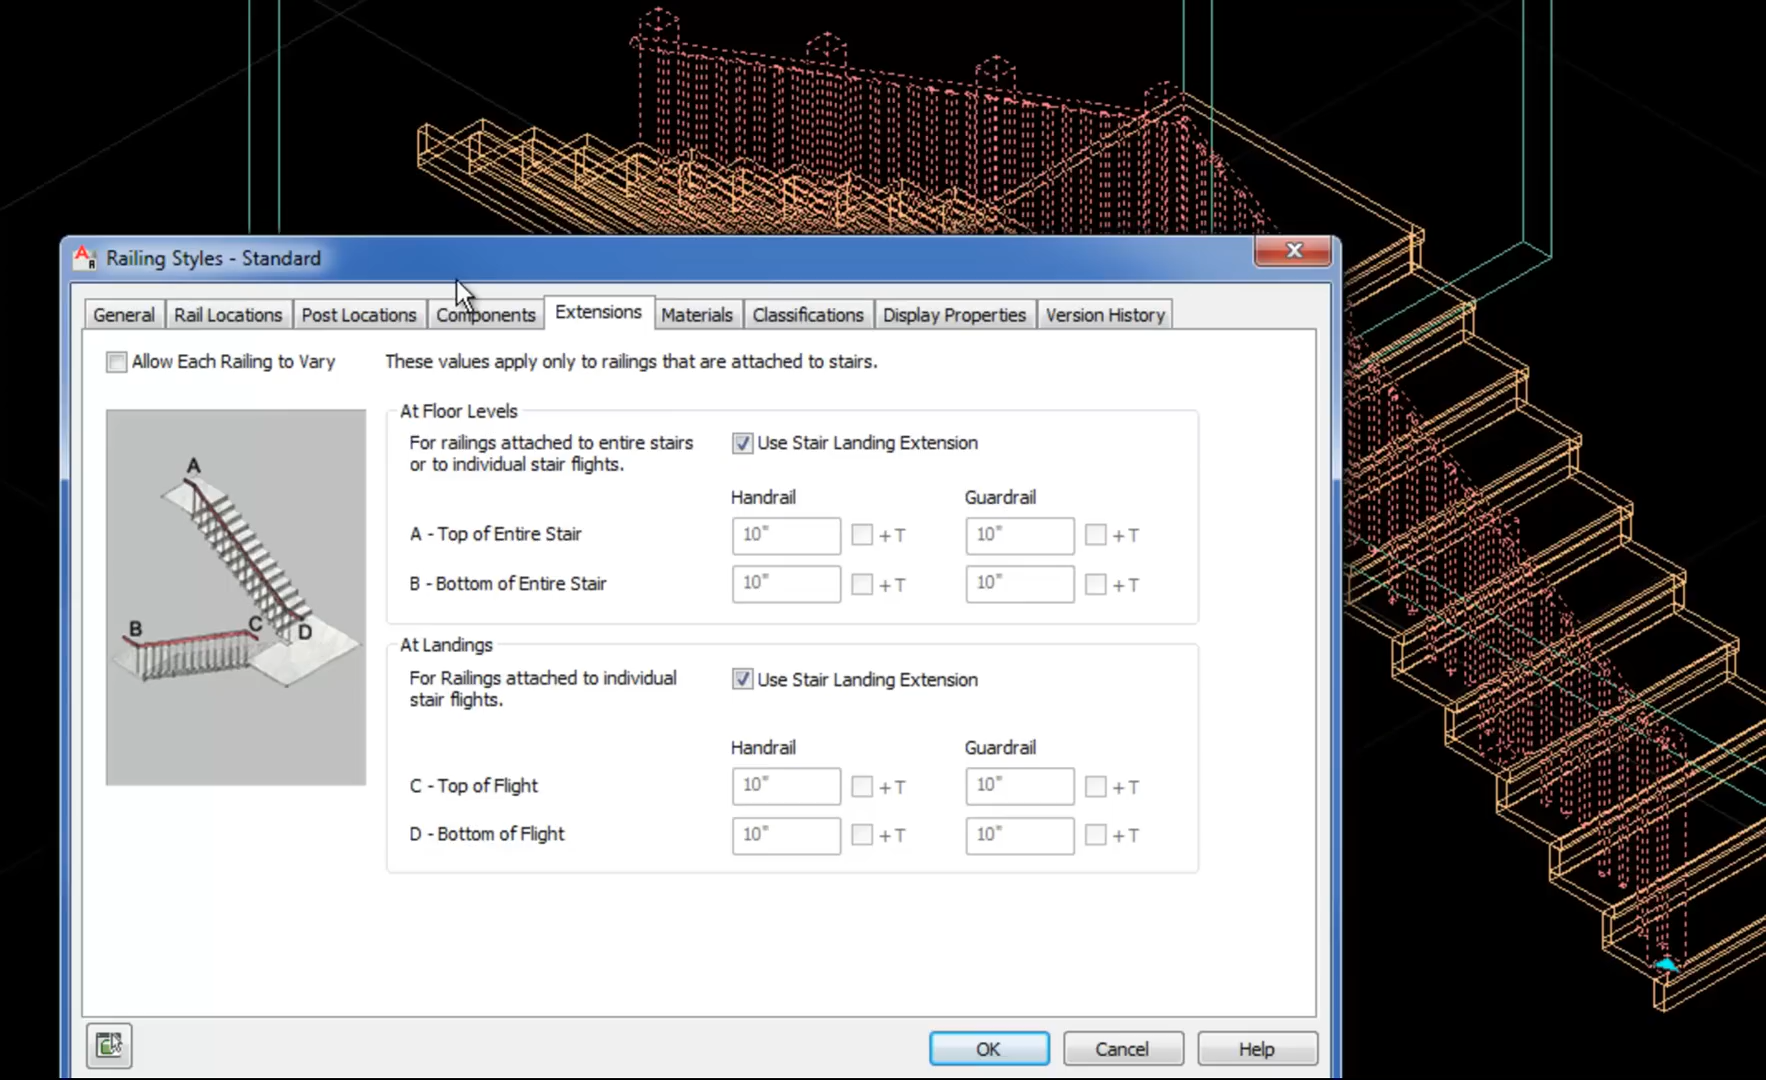 Railing Styles - Standard
General
Rail Locations
Post Locations
Components
Extensions
Materials
Classifications
Display Properties
Version History
Allow Each Railing to Vary
These values apply only to railings that are attached to stairs.
A
B
C
D
At Floor Levels
For railings attached to entire stairs
or to individual stair flights.
Use Stair Landing Extension
Handrail
Guardrail
A - Top of Entire Stair
10"
+ T
10"
+ T
B - Bottom of Entire Stair
10"
+ T
10"
+ T
At Landings
For Railings attached to individual
stair flights.
Use Stair Landing Extension
Handrail
Guardrail
C - Top of Flight
10"
+ T
10"
+ T
D - Bottom of Flight
10"
+ T
10"
+ T
OK
Cancel
Help